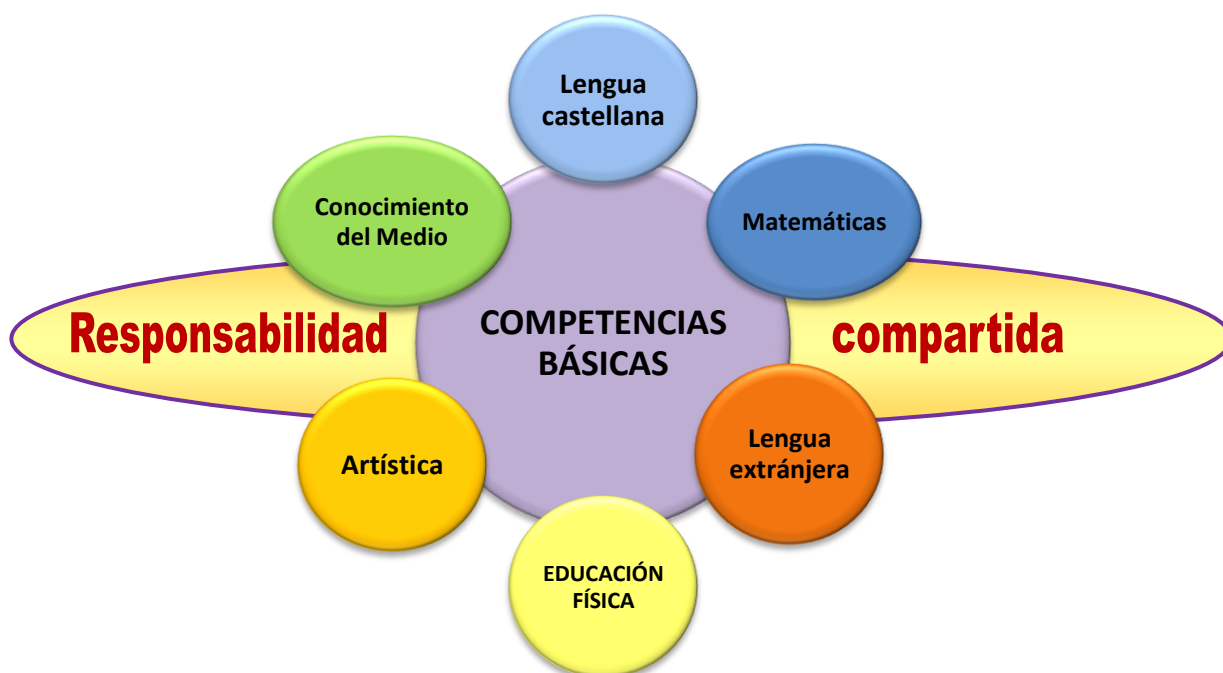 Lengua
castellana
Conocimiento
del Medio
Matemáticas
Responsabilidad
COMPETENCIAS
BÁSICAS
compartida
Artística
Lengua
extránjera
EDUCACIÓN
FÍSICA